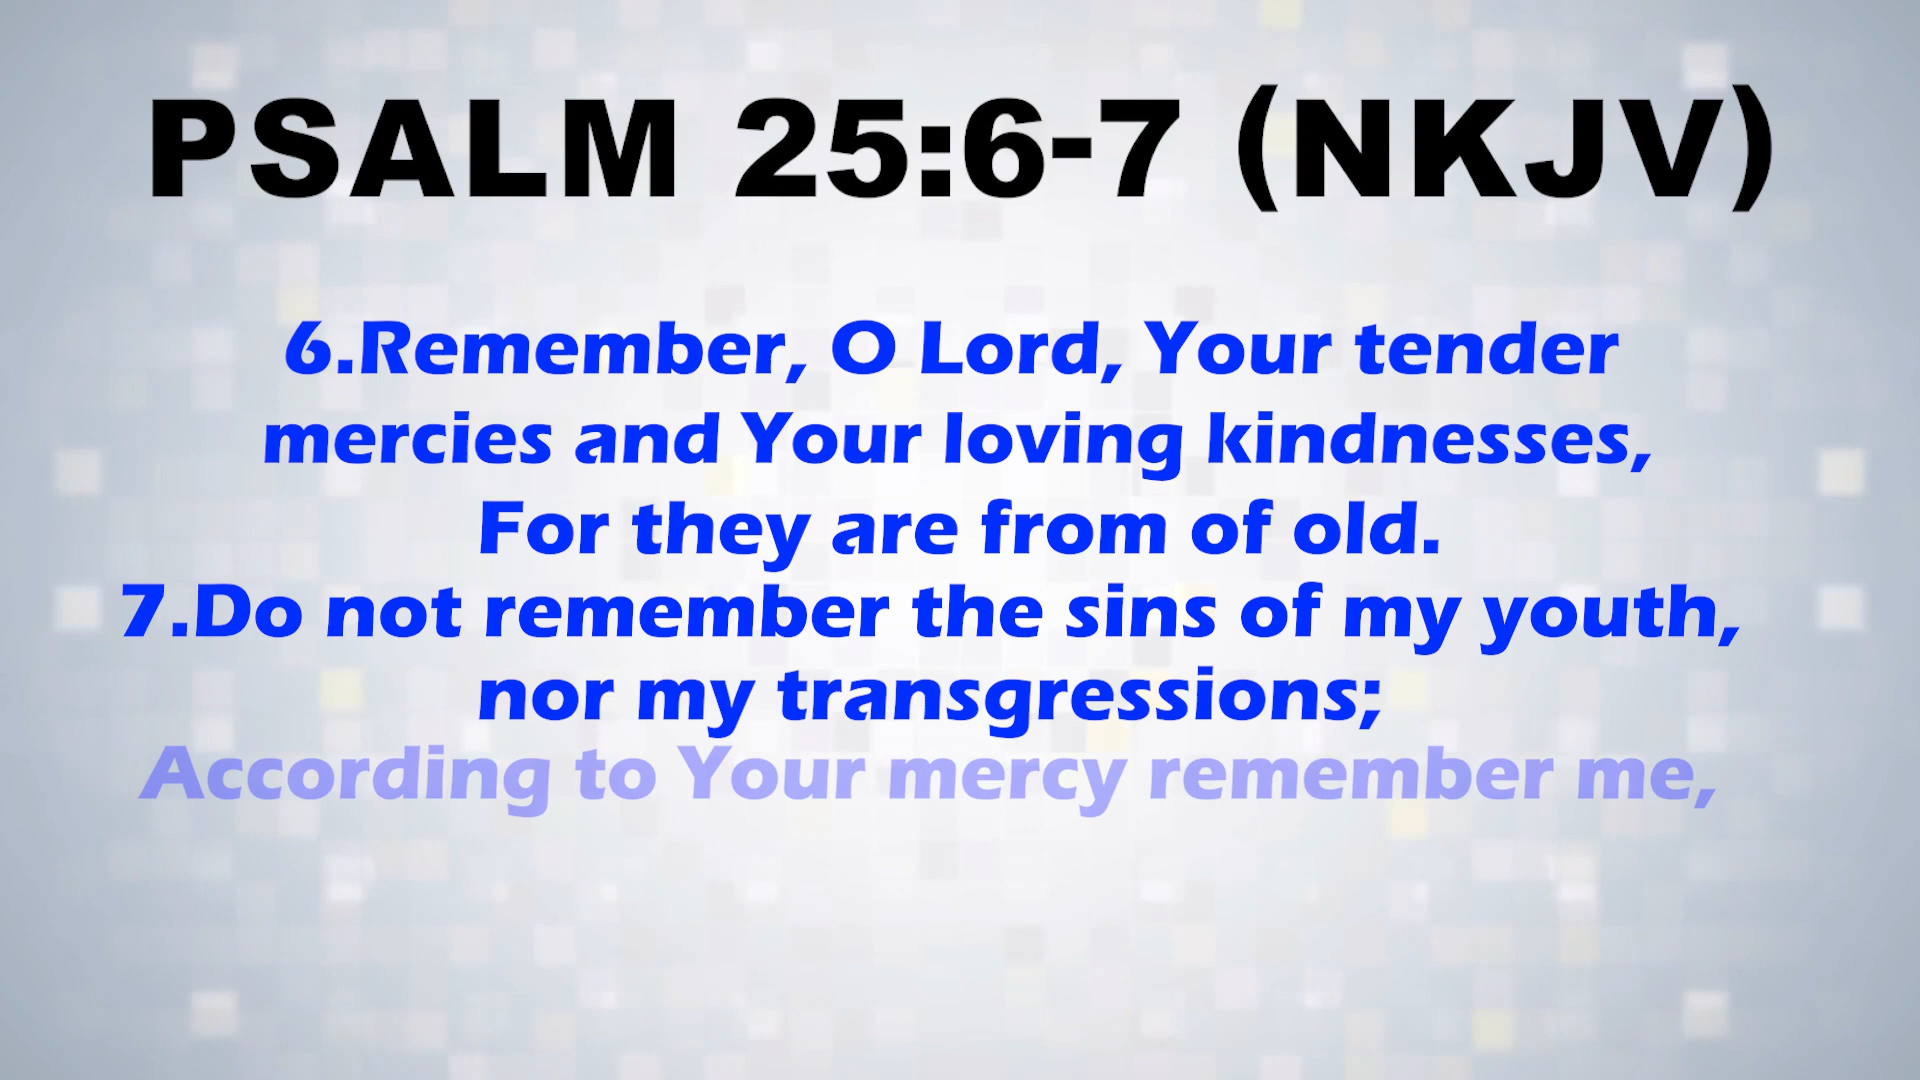 PSALM 25:6-7 (NKJV)
6.Remember, O Lord, Your tender
mercies and Your loving kindnesses,
For they are from of old.
7.Do not remember the sins of my youth,
nor my transgressions;
According to Your mercy remember me,